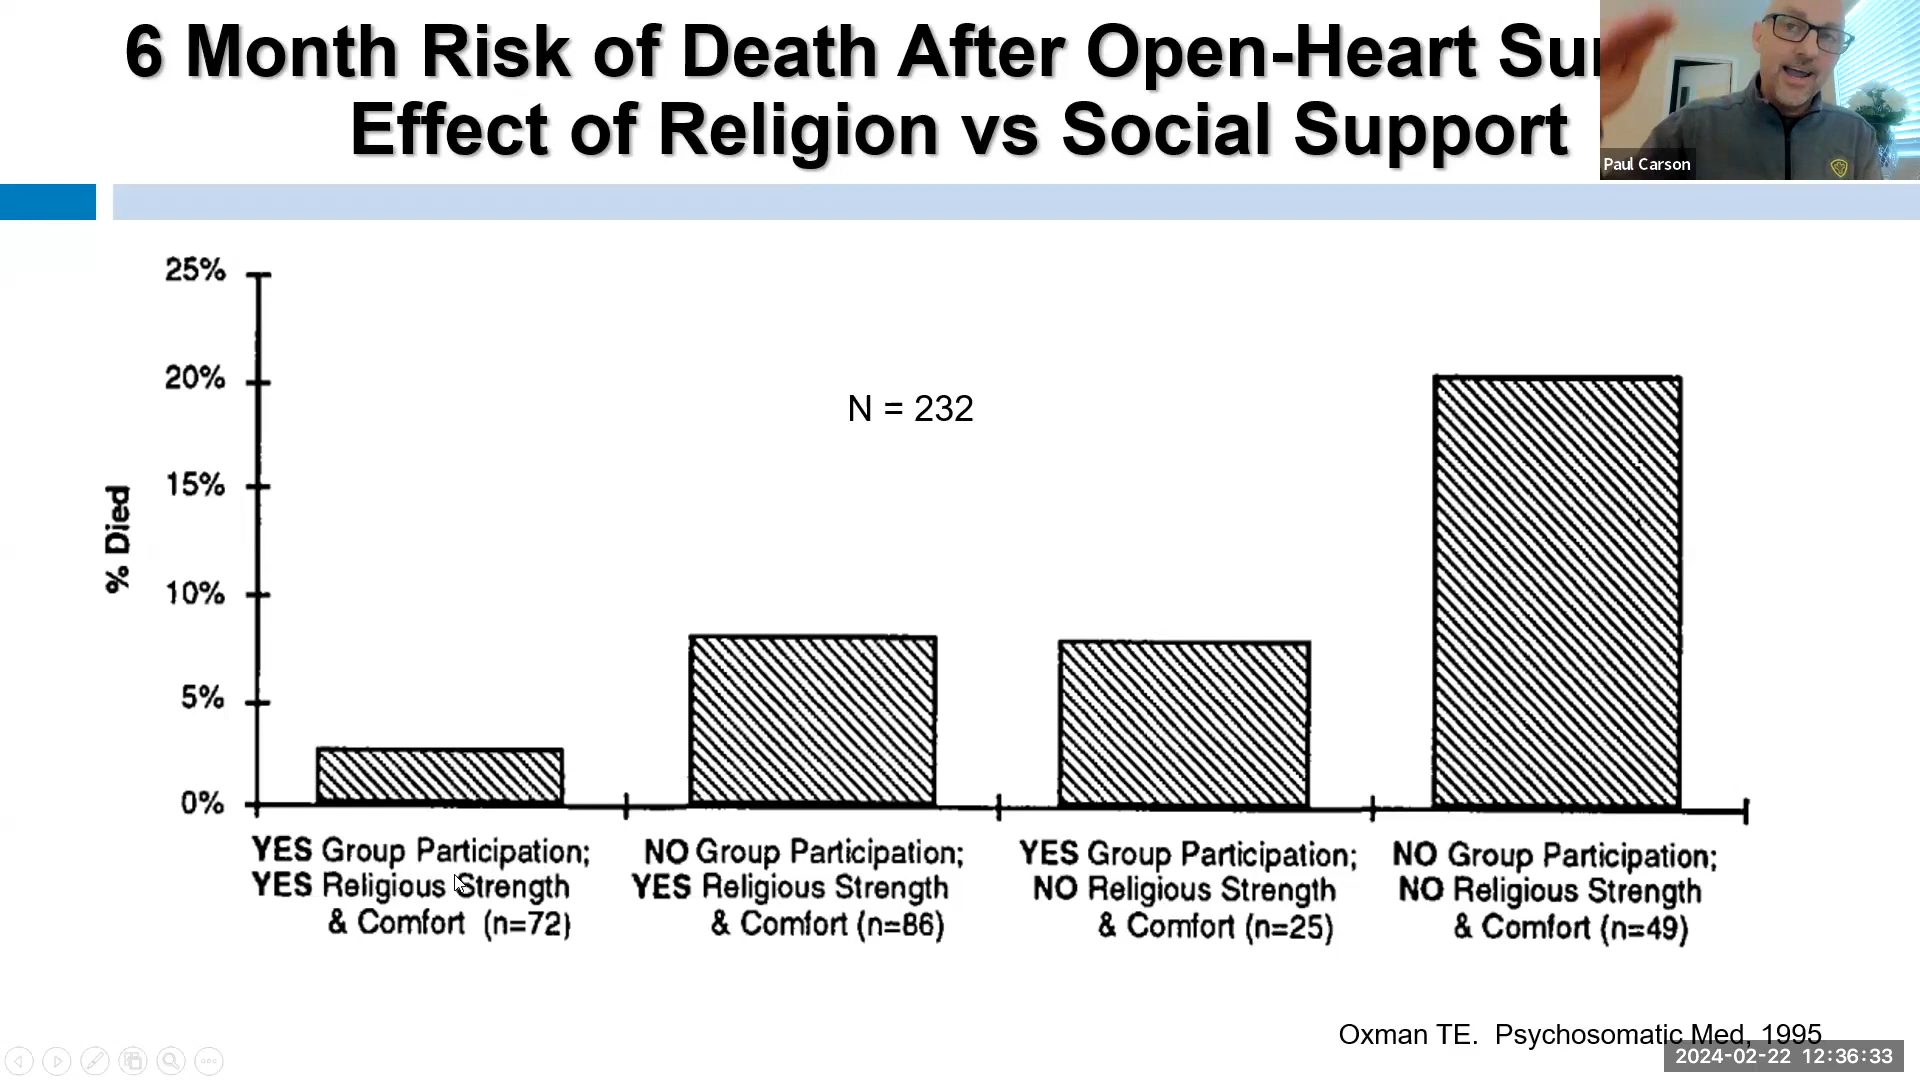 6 Month Risk of Death After Open-Heart
Effect of Religion vs Social Support
Paul Carson
25%
20%
15%
10%
5%
0%
% Died
N = 232
YES Group Participation;
YES Religious Strength
& Comfort (n=72)
NO Group Participation;
YES Religious Strength
& Comfort (n=86)
YES Group Participation;
NO Religious Strength
& Comfort (n=25)
NO Group Participation;
NO Religious Strength
& Comfort (n=49)
Oxman TE. Psychosomatic Med, 1995
2024-02-22 12:36:33